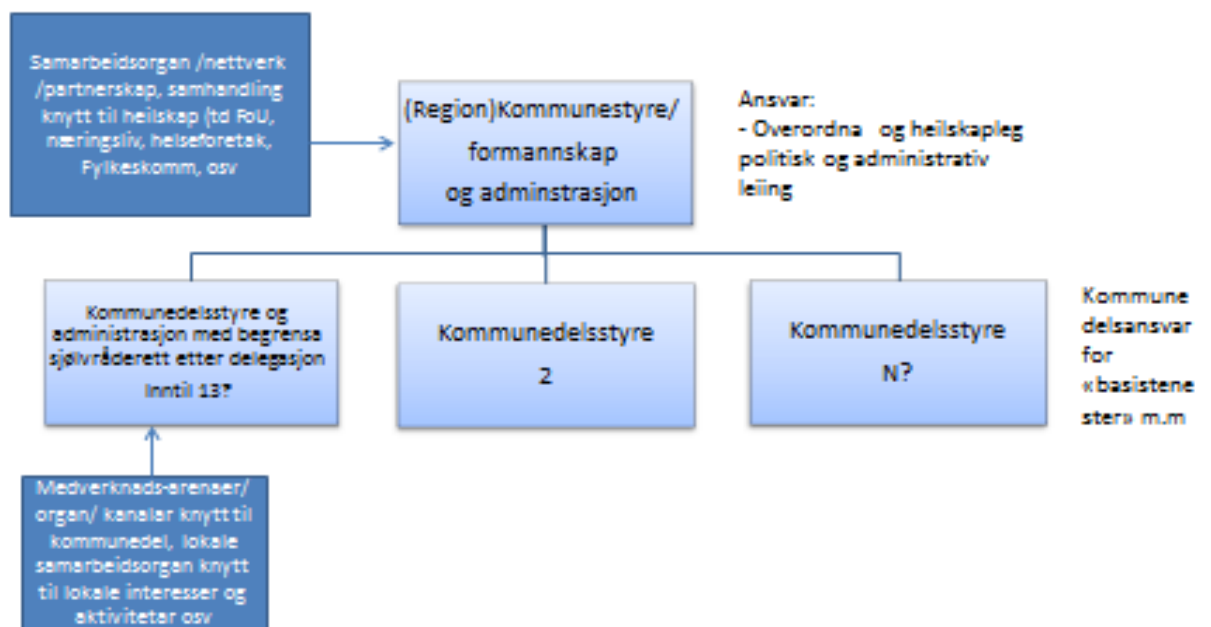 Samarbeidsorgan /nettverk
/partnerskap, samhandling
knytt til heilskap (td FoU,
næringsliv, helseforetak,
Fylkeskomm, osv
(Region)Kommunestyre/
formannskap
og adminstrasjon
Ansvar:
- Overordna og heilskapleg
politisk og administrativ
leiing
Kommunedelsstyre og
administrasjon med begrensa
sjølvråderett etter delegasjon
Inntil 13?
Kommunedelsstyre
2
Kommunedelsstyre
N?
Kommune
delsansvar
for
«basistene
ster» m.m
Medverknads-arenaer/
organ/ kanalar knytt til
kommunedel, lokale
samarbeidsorgan knytt
til lokale interesser og
aktivitetar osv